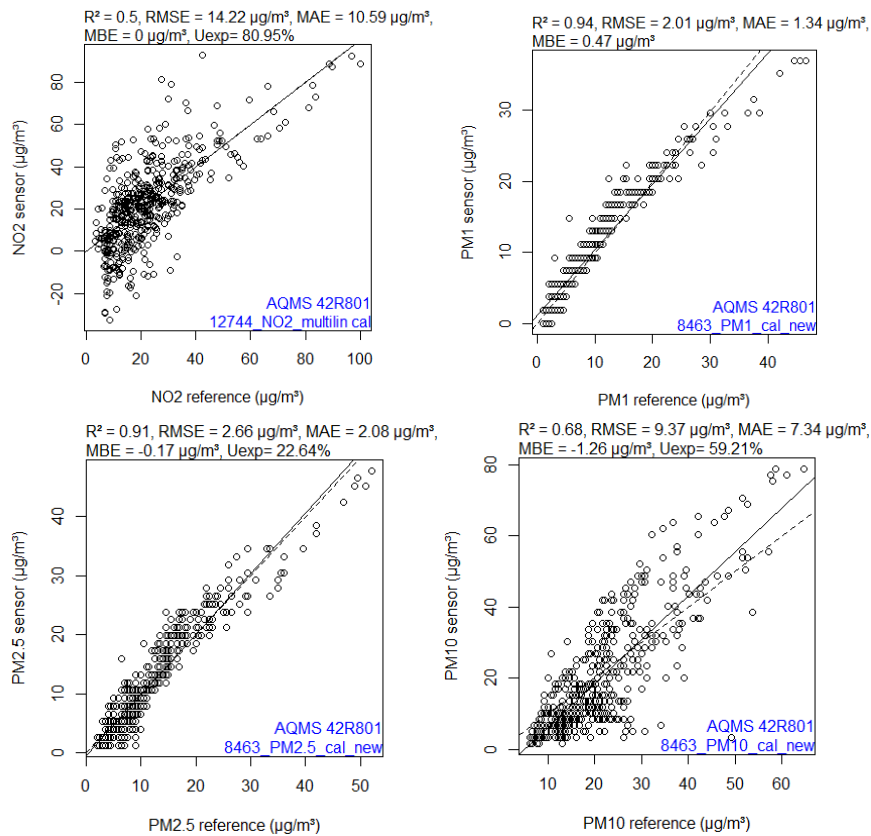 R² = 0.5, RMSE = 14.22 µg/m³, MAE = 10.59 µg/m³,
MBE = 0 µg/m³, Uexp= 80.95%
NO2 sensor (µg/m³)
80
60
40
20
0
-20
AQMS 42R801
12744_NO2_multilin cal
0 20 40 60 80 100
NO2 reference (µg/m³)
R² = 0.94, RMSE = 2.01 µg/m³, MAE = 1.34 µg/m³,
MBE = 0.47 µg/m³
PM1 sensor (µg/m³)
30
20
10
0
AQMS 42R801
8463_PM1_cal_new
0 10 20 30 40
PM1 reference (µg/m³)
R² = 0.91, RMSE = 2.66 µg/m³, MAE = 2.08 µg/m³,
MBE = -0.17 µg/m³, Uexp= 22.64%
PM2.5 sensor (µg/m³)
40
30
20
10
0
AQMS 42R801
8463_PM2.5_cal_new
0 10 20 30 40 50
PM2.5 reference (µg/m³)
R² = 0.68, RMSE = 9.37 µg/m³, MAE = 7.34 µg/m³,
MBE = -1.26 µg/m³, Uexp= 59.21%
PM10 sensor (µg/m³)
80
60
40
20
0
AQMS 42R801
8463_PM10_cal_new
10 20 30 40 50 60
PM10 reference (µg/m³)